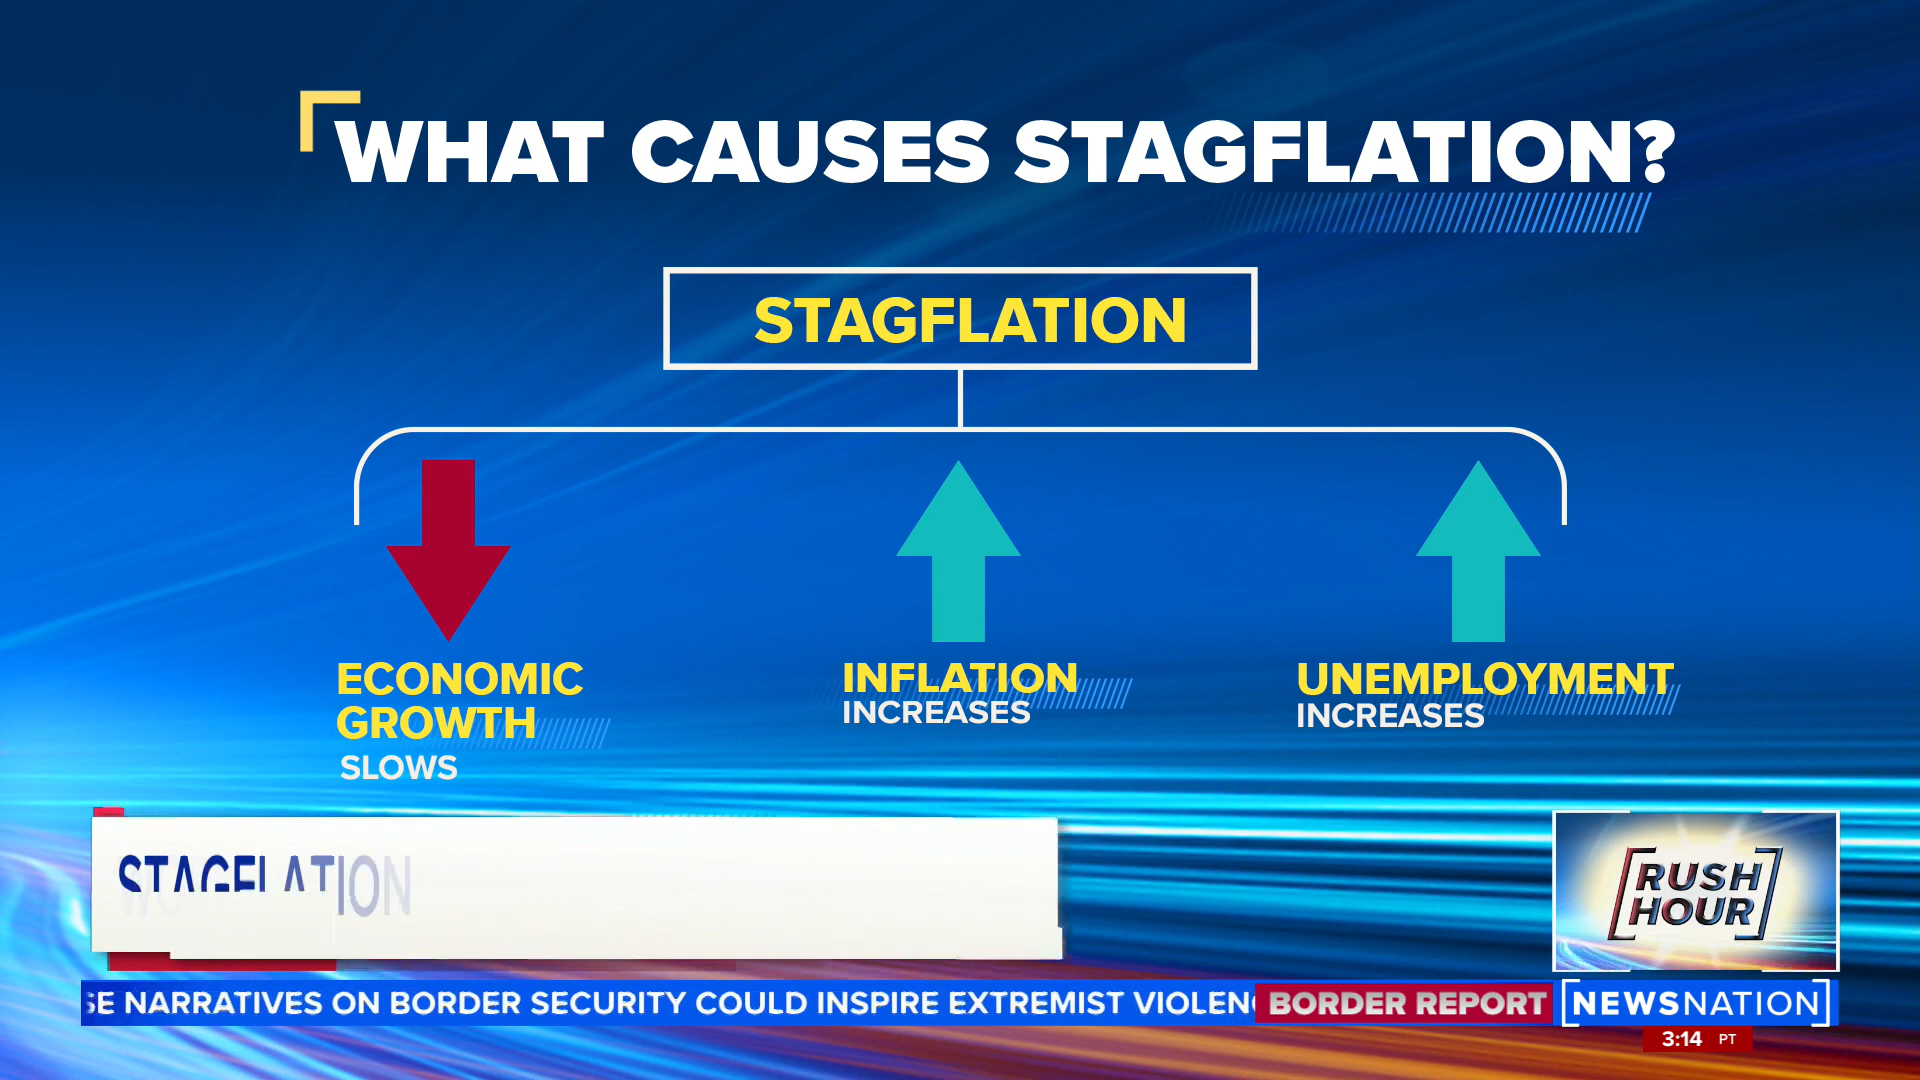 WHAT CAUSES STAGFLATION?
STAGFLATION
ECONOMIC
GROWTH
SLOWS
INFLATION
INCREASES
UNEMPLOYMENT
INCREASES
STAGFLATION
RUSH
HOUR
NARRATIVES ON BORDER SECURITY COULD INSPIRE EXTREMIST
BORDER REPORT
NEWSNATION
3:14 PT